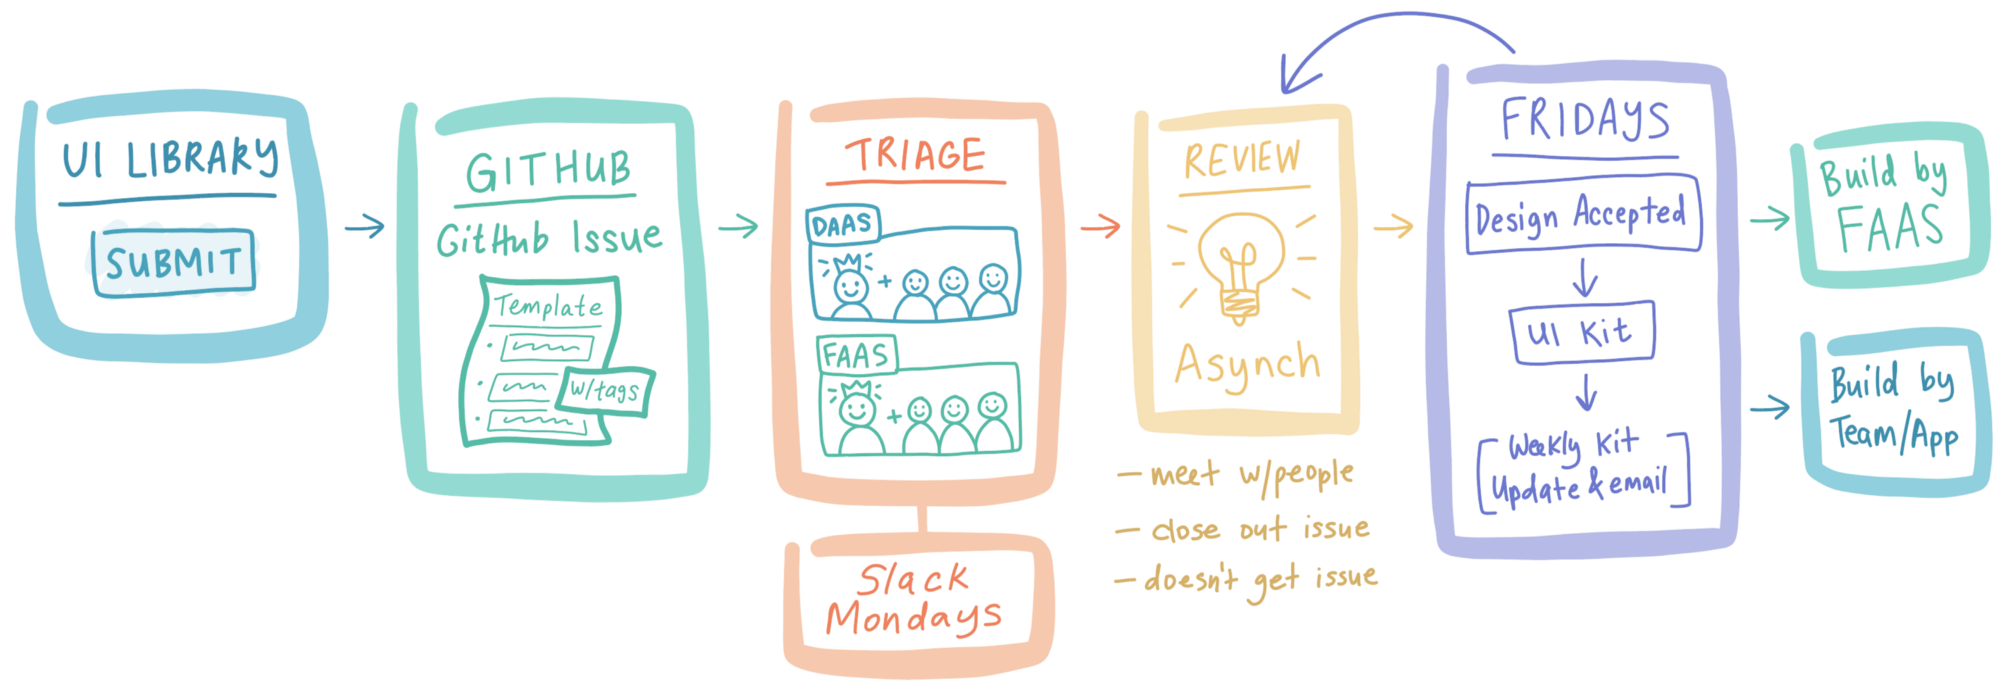 UI LIBRARY
SUBMIT
GITHUB
GitHub Issue
Template
w/tags
TRIAGE
DAAS
FAAS
Slack
Mondays
REVIEW
Asynch
– meet w/people
– close out issue
– doesn't get issue
FRIDAYS
Design Accepted
UI Kit
Weekly Kit
Update & email
Build by
FAAS
Build by
Team/App